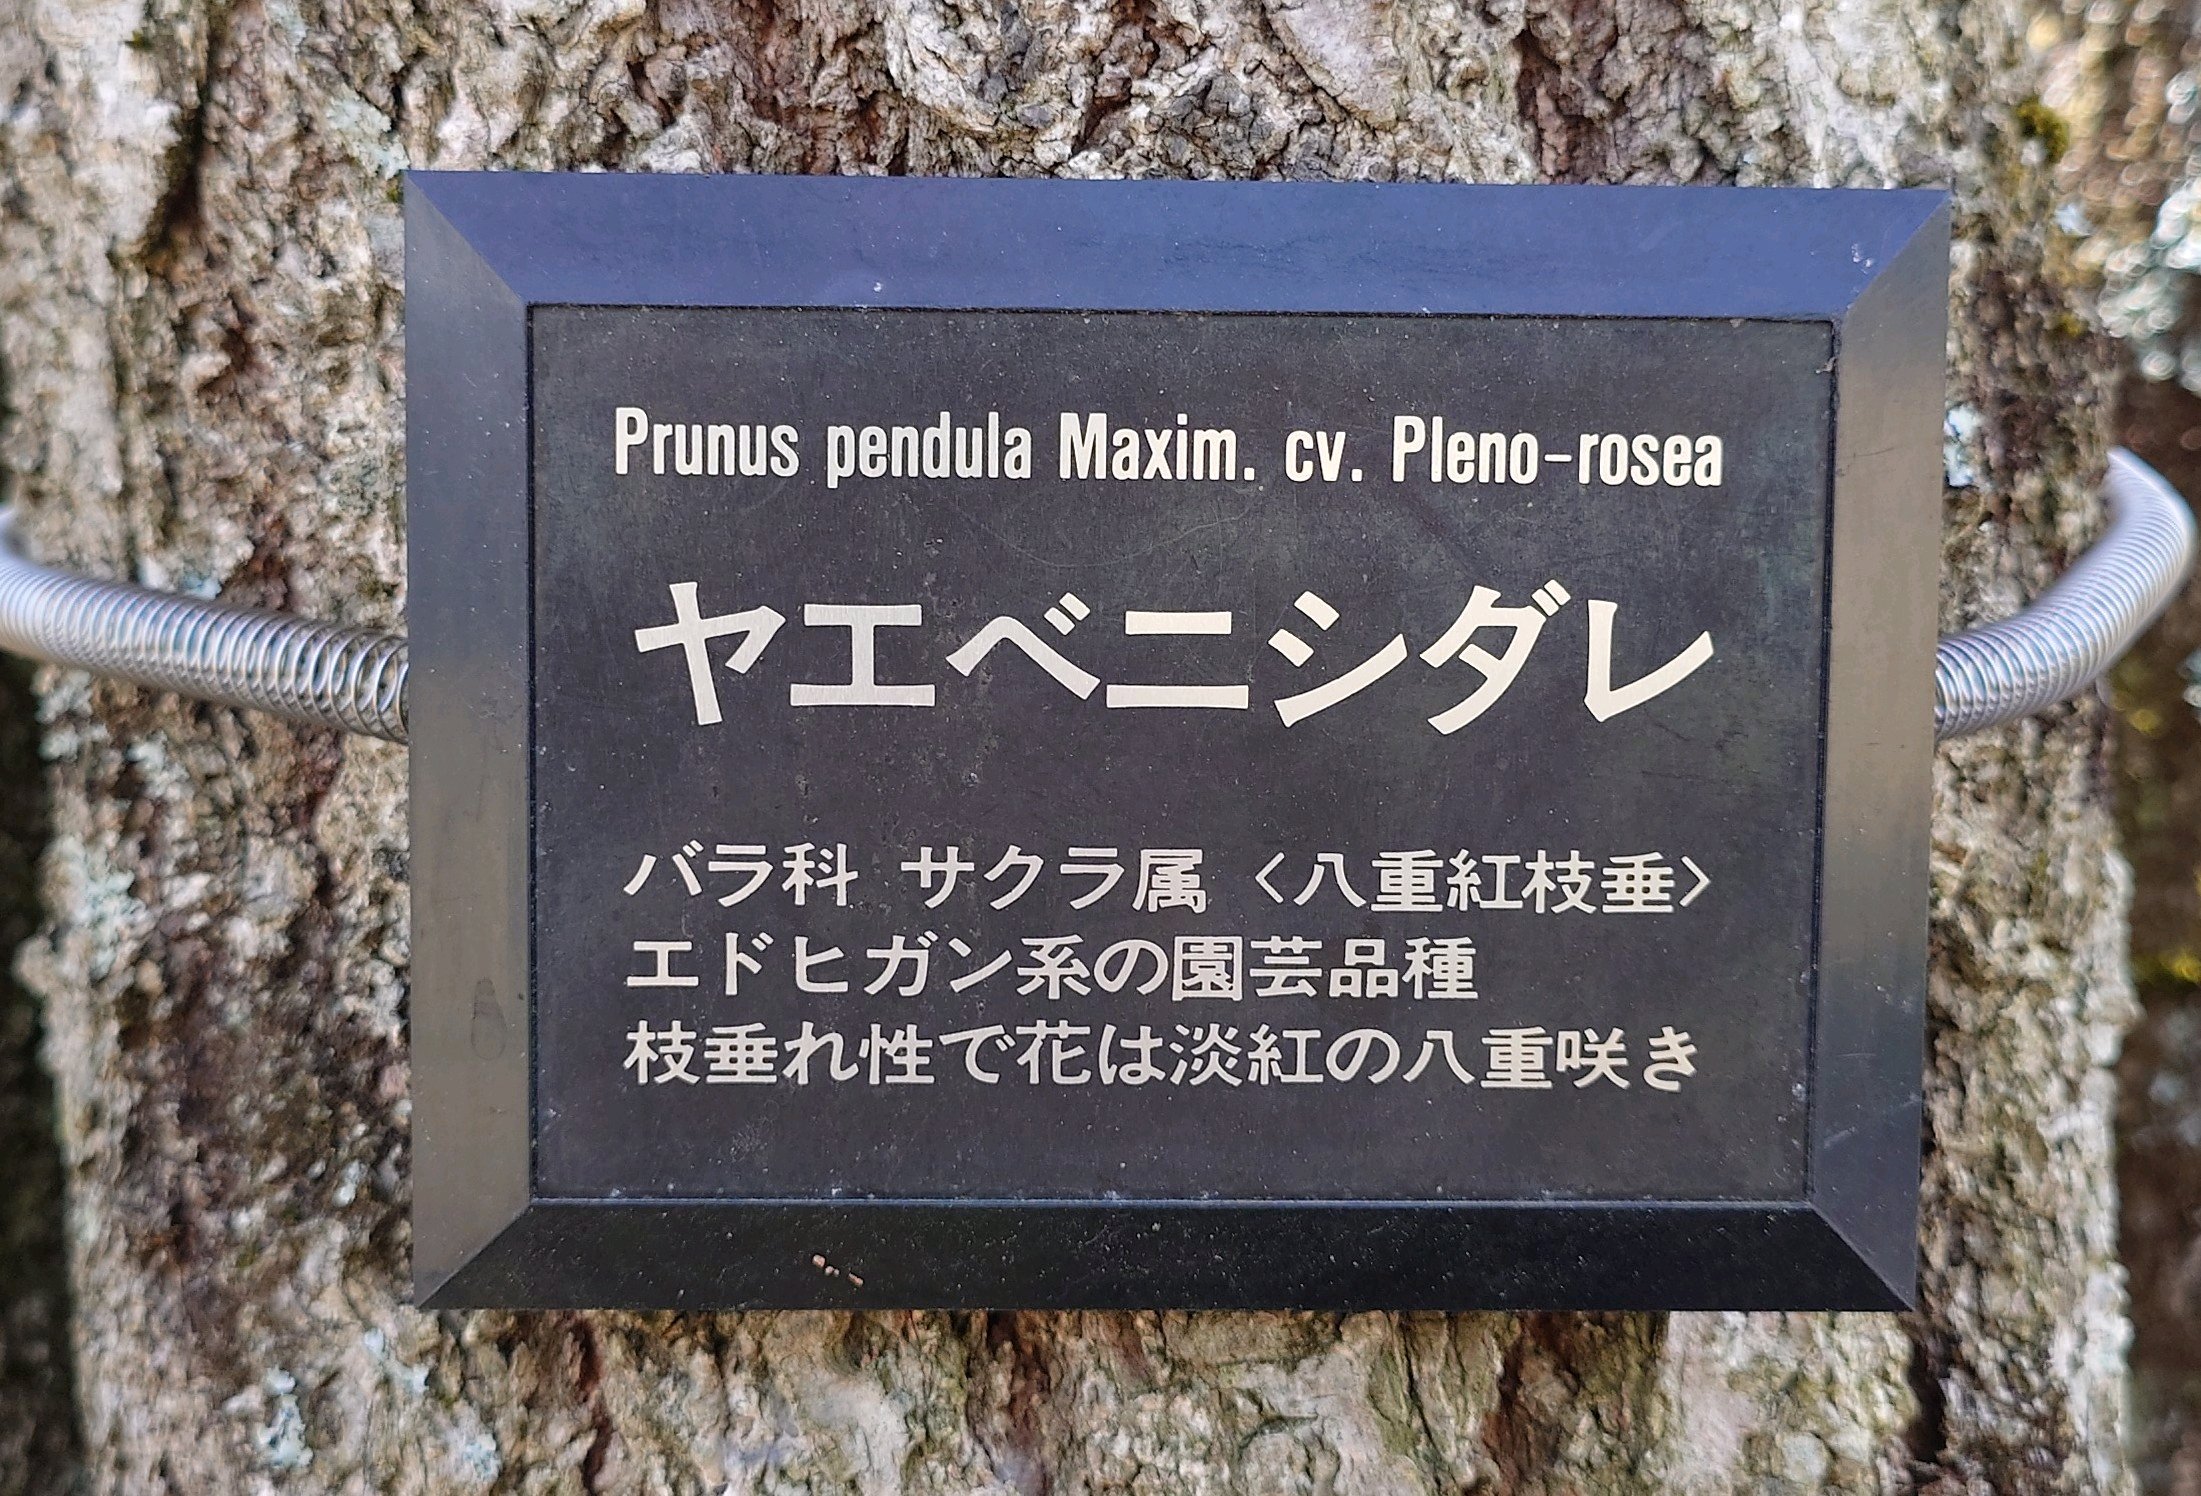 Prunus pendula Maxim. cv. Pleno-rosea
ヤエベニシダレ
バラ科 サクラ属 〈八重紅枝垂〉
エドヒガン系の園芸品種
枝垂れ性で花は淡紅の八重咲き